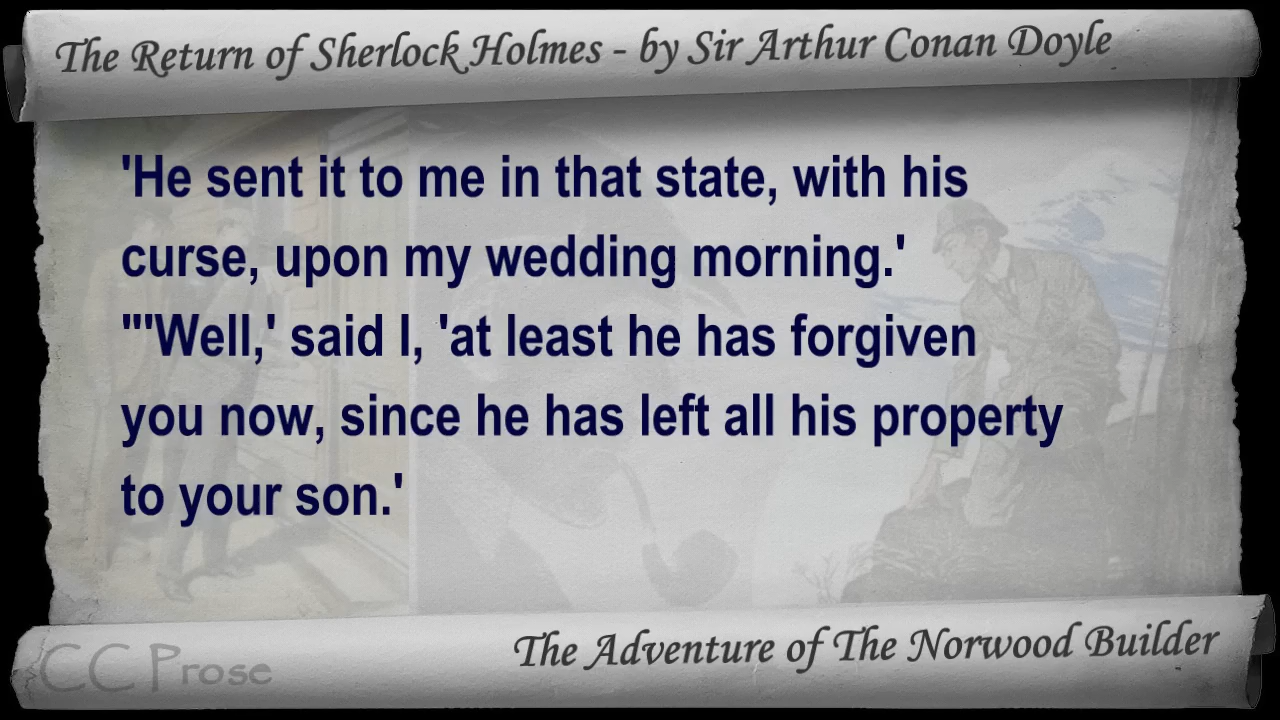 The Return of Sherlock Holmes - by Sir Arthur Conan Doyle
'He sent it to me in that state, with his
curse, upon my wedding morning.'
"'Well,' said I, 'at least he has forgiven
you now, since he has left all his property
to your son.'
CC Prose
The Adventure of The Norwood Builder